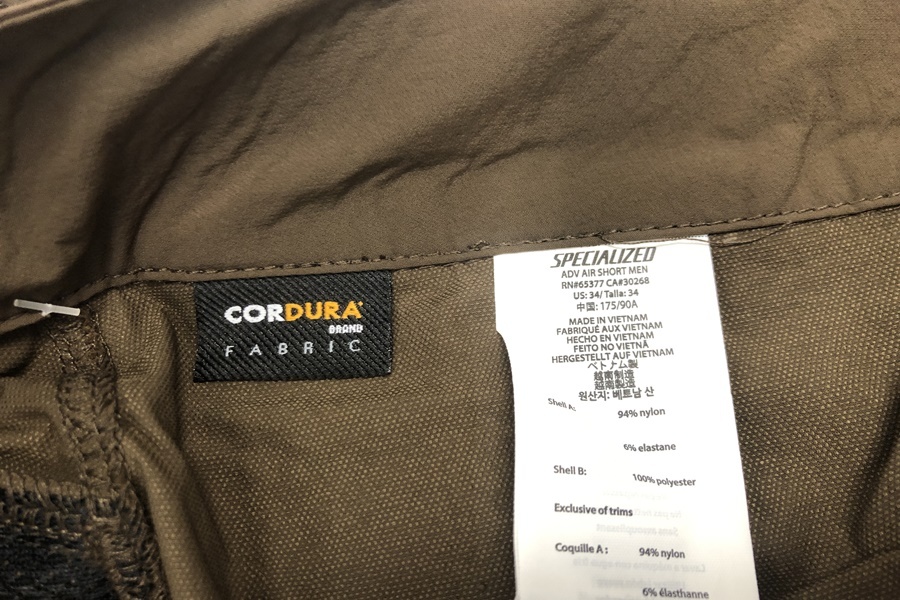 CORDURA
BRAND
FABRIC
SPECIALIZED
ADV AIR SHORT MEN
RN#65377 CA#30268
US: 34/ Talla: 34
中国: 175/90A
MADE IN VIETNAM
FABRIQUÉ AUX VIETNAM
HECHO EN VIETNAM
FEITO NO VIETNÃ
HERGESTELLT AUF VIETNAM
ベトナム製
越南制造
越南製造
원산지: 베트남 산
Shell A:
94% nylon
6% elastane
Shell B:
100% polyester
Exclusive of trims
Coquille A : 94% nylon
6% élasthanne